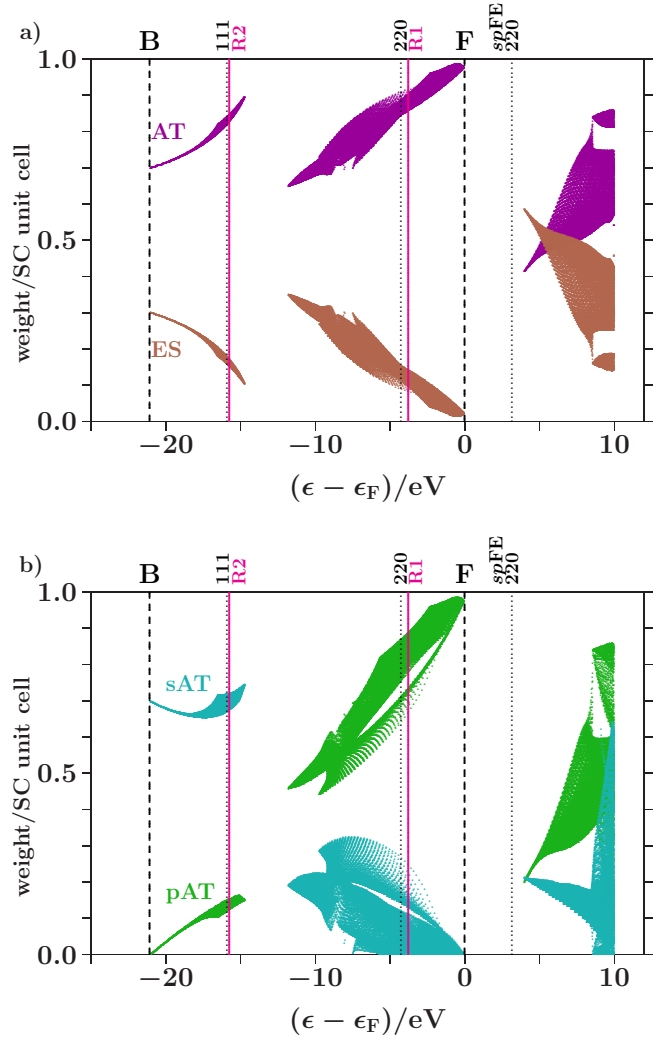 a)
B
111
R2
220
R1
F
spFE
220
1.0
0.5
0.0
weight/SC unit cell
AT
ES
−20
−10
0
10
(ϵ − ϵF)/eV
b)
B
111
R2
220
R1
F
spFE
220
1.0
0.5
0.0
weight/SC unit cell
sAT
pAT
−20
−10
0
10
(ϵ − ϵF)/eV